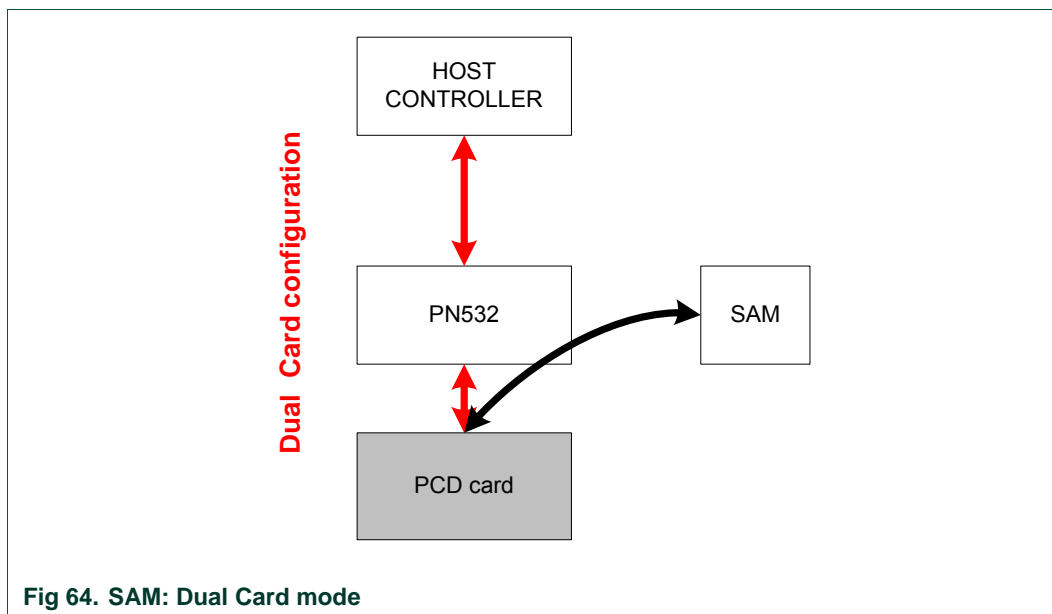 HOST
CONTROLLER
Dual Card configuration
PN532
SAM
PCD card
Fig 64. SAM: Dual Card mode